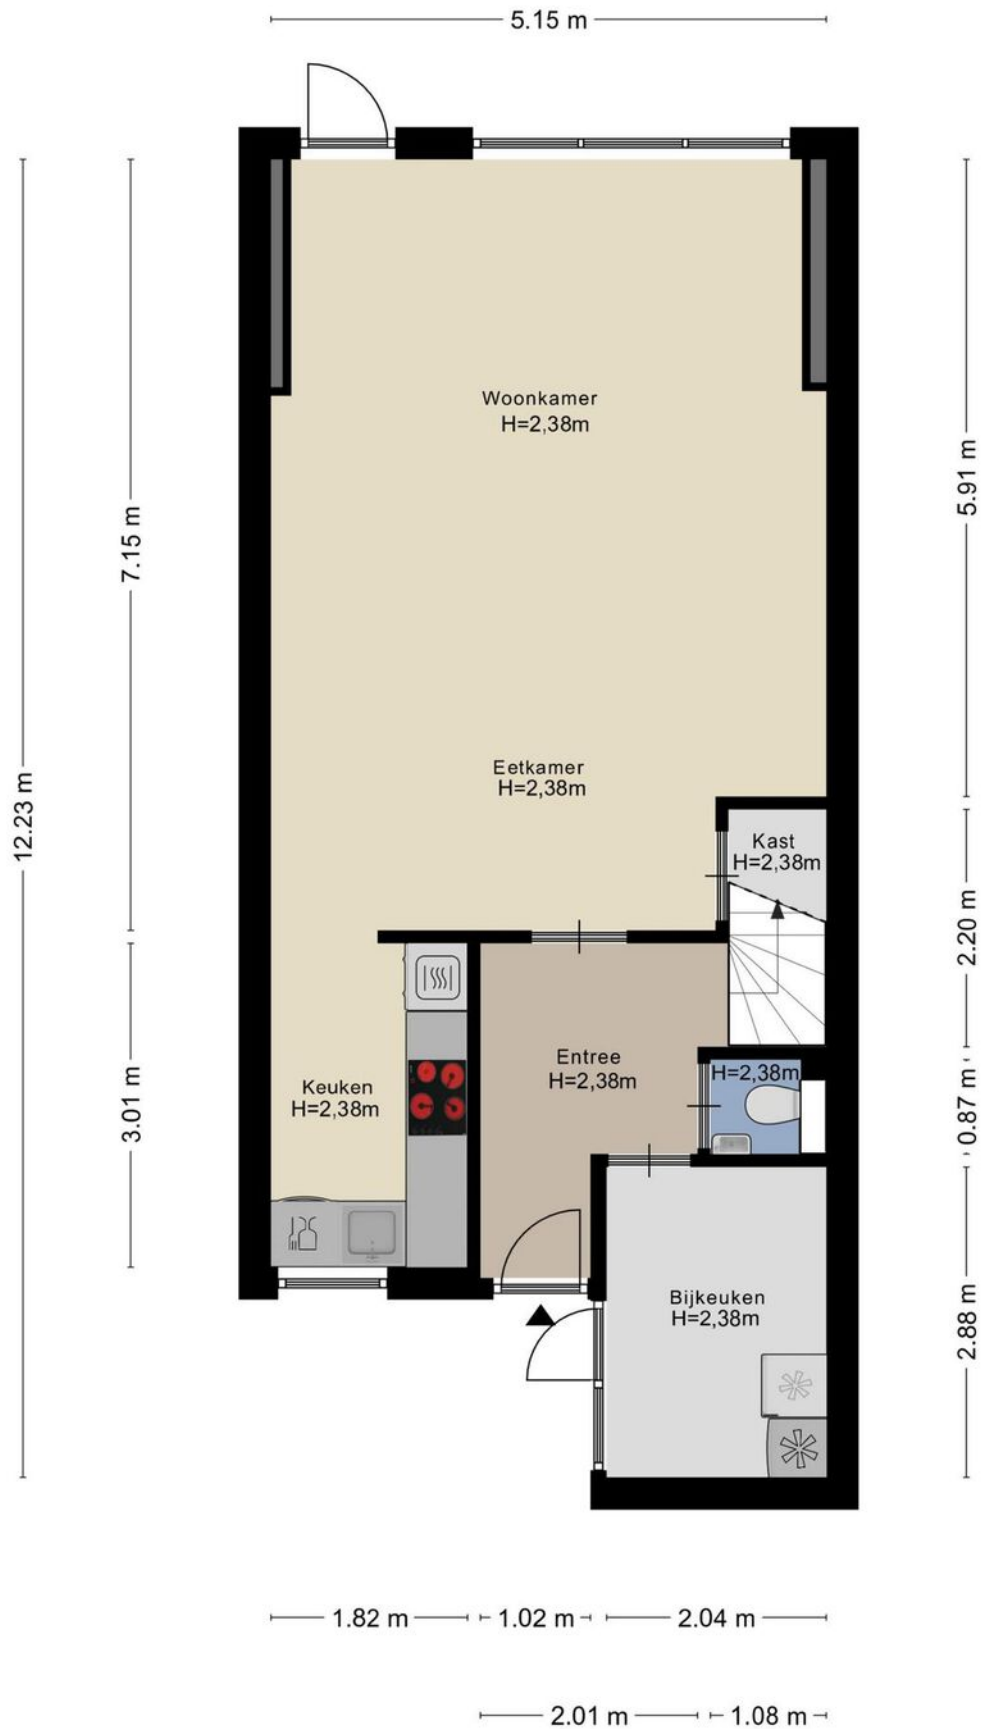 5.15 m
Woonkamer
H=2,38m
5.91 m
7.15 m
Eetkamer
H=2,38m
12.23 m
Kast
H=2,38m
2.20 m
Entree
H=2,38m
H=2,38m
Keuken
H=2,38m
3.01 m
0.87 m
Bijkeuken
H=2,38m
2.88 m
1.82 m
1.02 m
2.04 m
2.01 m
1.08 m